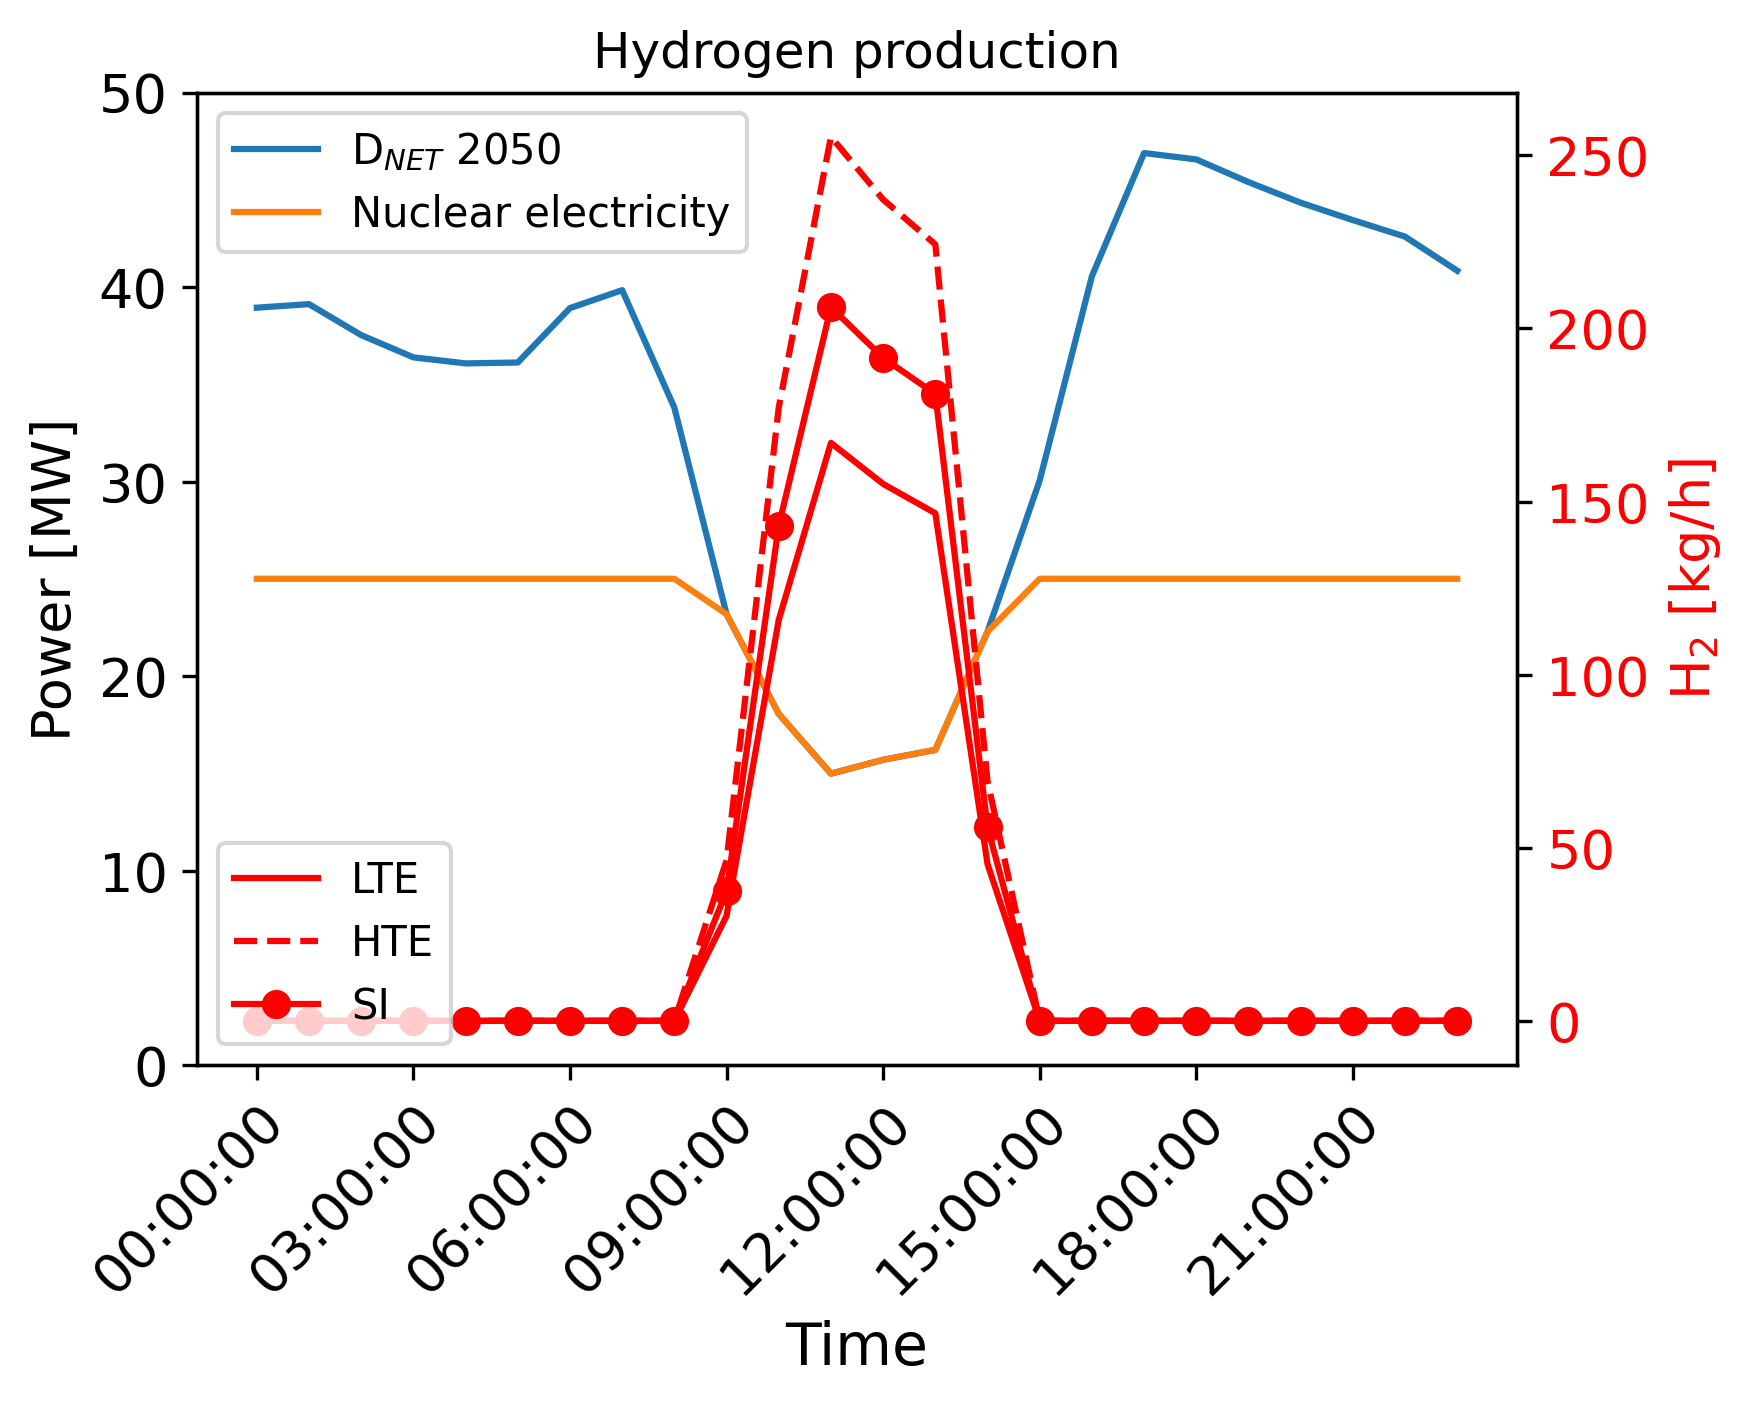 Hydrogen production
50
40
30
20
10
0
Power [MW]
D_NET 2050
Nuclear electricity
LTE
HTE
SI
250
200
150
100
50
0
H₂ [kg/h]
00:00:00
03:00:00
06:00:00
09:00:00
12:00:00
15:00:00
18:00:00
21:00:00
Time